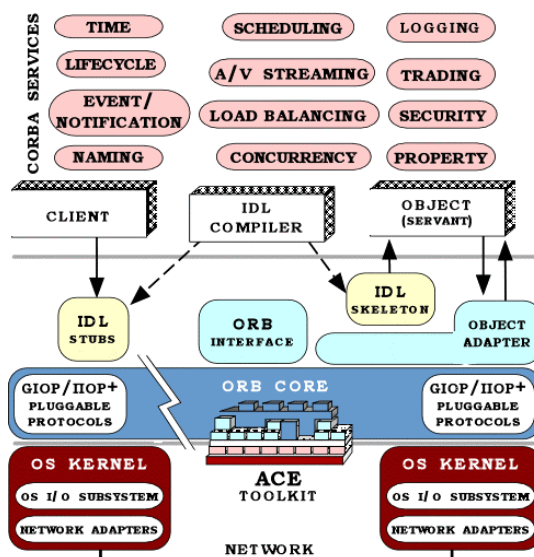 CORBA SERVICES
TIME
SCHEDULING
LOGGING
LIFECYCLE
A/V STREAMING
TRADING
EVENT/
NOTIFICATION
LOAD BALANCING
SECURITY
NAMING
CONCURRENCY
PROPERTY
CLIENT
IDL
COMPILER
OBJECT
(SERVANT)
IDL
STUBS
ORB
INTERFACE
IDL
SKELETON
OBJECT
ADAPTER
ORB CORE
GIOP/IIOP+
PLUGGABLE
PROTOCOLS
GIOP/IIOP+
PLUGGABLE
PROTOCOLS
OS KERNEL
OS I/O SUBSYSTEM
NETWORK ADAPTERS
ACE
TOOLKIT
OS KERNEL
OS I/O SUBSYSTEM
NETWORK ADAPTERS
NETWORK